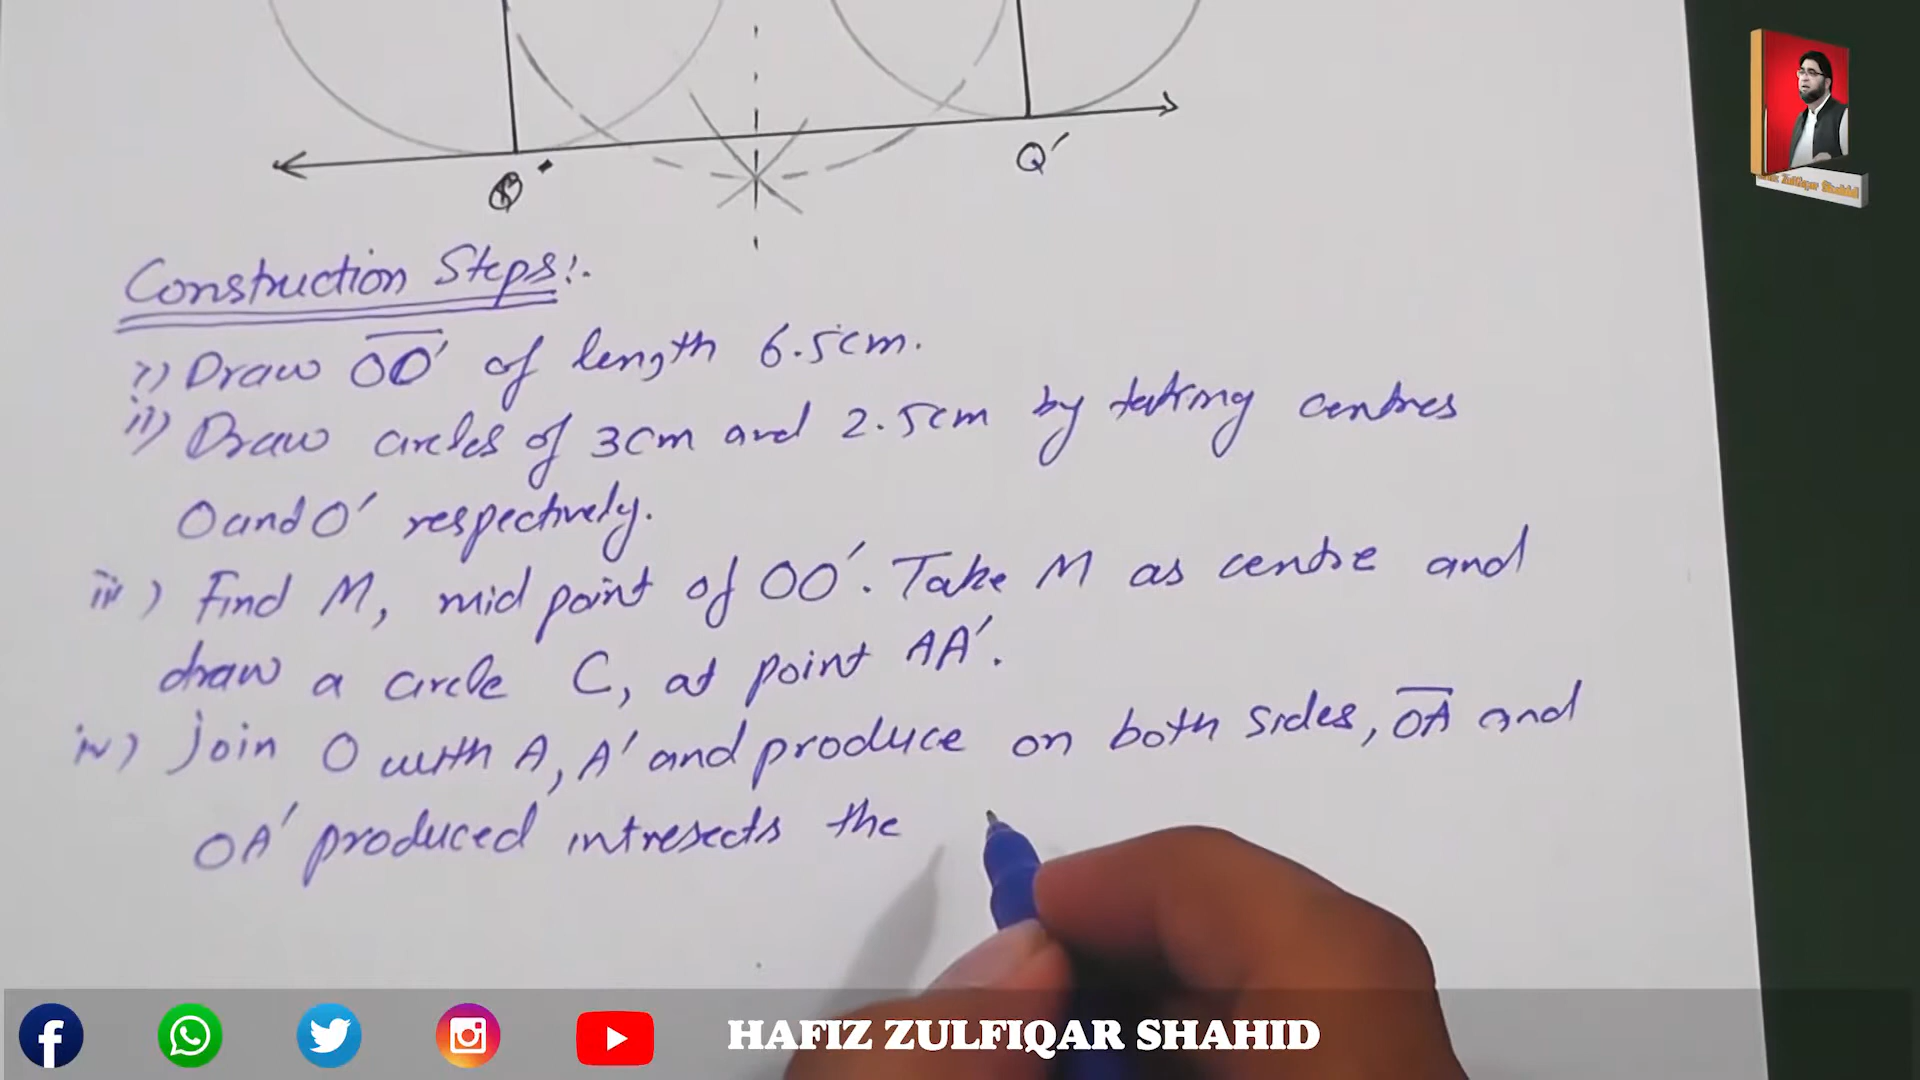 Q'
Construction Steps:-
i) Draw OO' of length 6.5cm.
ii) Draw circles of 3cm and 2.5cm by taking centres
O and O' respectively.
iii) Find M, mid point of OO'. Take M as centre and
draw a circle C, at point AA'.
iv) Join O with A, A' and produce on both sides, OA and
OA' produced intresects the
Zulfiqar Shahid
HAFIZ ZULFIQAR SHAHID